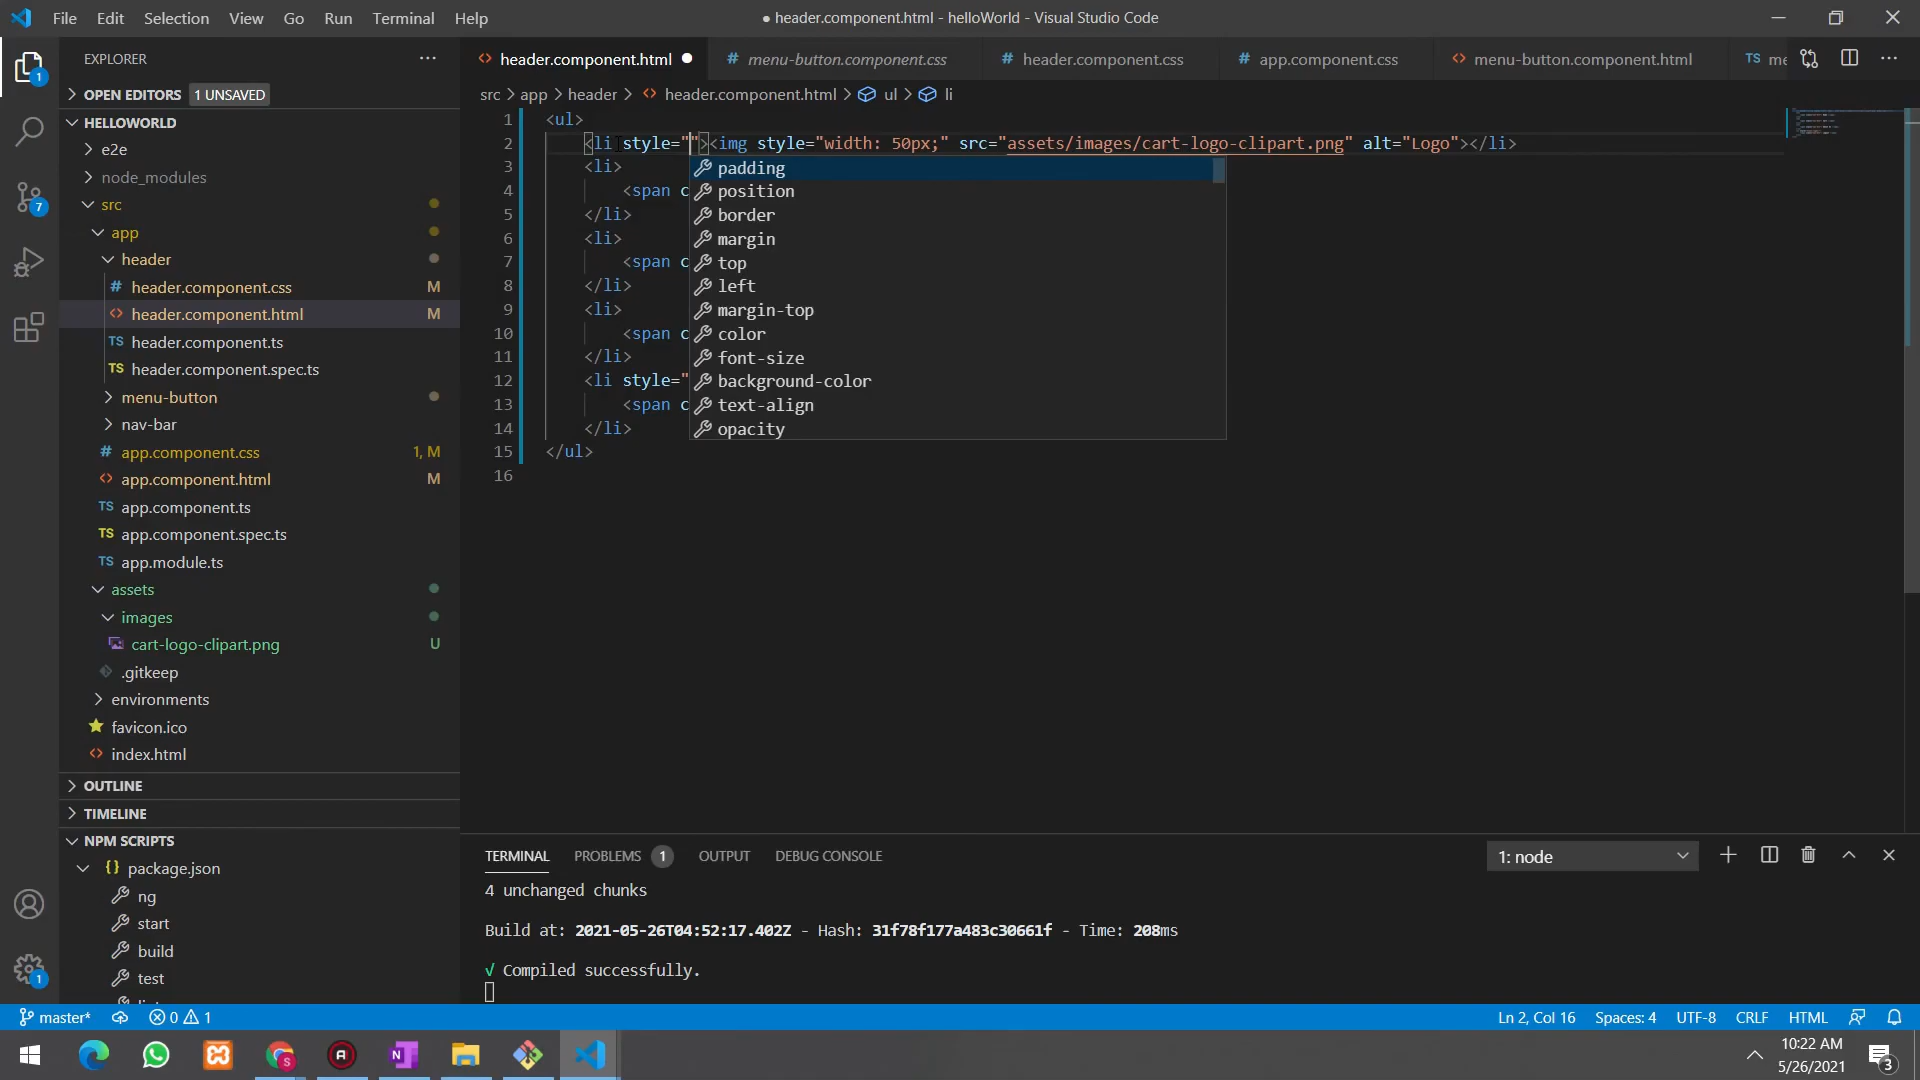 File Edit Selection View Go Run Terminal Help
● header.component.html - helloWorld - Visual Studio Code
EXPLORER
OPEN EDITORS 1 UNSAVED
HELLOWORLD
e2e
node_modules
src
app
header
header.component.css M
header.component.html M
TS header.component.ts
TS header.component.spec.ts
menu-button
nav-bar
app.component.css 1, M
app.component.html M
TS app.component.ts
TS app.component.spec.ts
TS app.module.ts
assets
images
cart-logo-clipart.png U
.gitkeep
environments
favicon.ico
index.html
OUTLINE
TIMELINE
NPM SCRIPTS
package.json
ng
start
build
test
1
7
1
header.component.html ● # menu-button.component.css # header.component.css # app.component.css <> menu-button.component.html TS me
src > app > header > <> header.component.html > ul > li
1 <ul>
2 <li style=""><img style="width: 50px;" src="assets/images/cart-logo-clipart.png" alt="Logo"></li>
3 <li>
4 <span c
5 </li>
6 <li>
7 <span c
8 </li>
9 <li>
10 <span c
11 </li>
12 <li style="
13 <span c
14 </li>
15 </ul>
16
padding
position
border
margin
top
left
margin-top
color
font-size
background-color
text-align
opacity
TERMINAL PROBLEMS 1 OUTPUT DEBUG CONSOLE 1: node
4 unchanged chunks
Build at: 2021-05-26T04:52:17.402Z - Hash: 31f78f177a483c30661f - Time: 208ms
√ Compiled successfully.
master* 0 1 Ln 2, Col 16 Spaces: 4 UTF-8 CRLF HTML
10:22 AM
5/26/2021
3